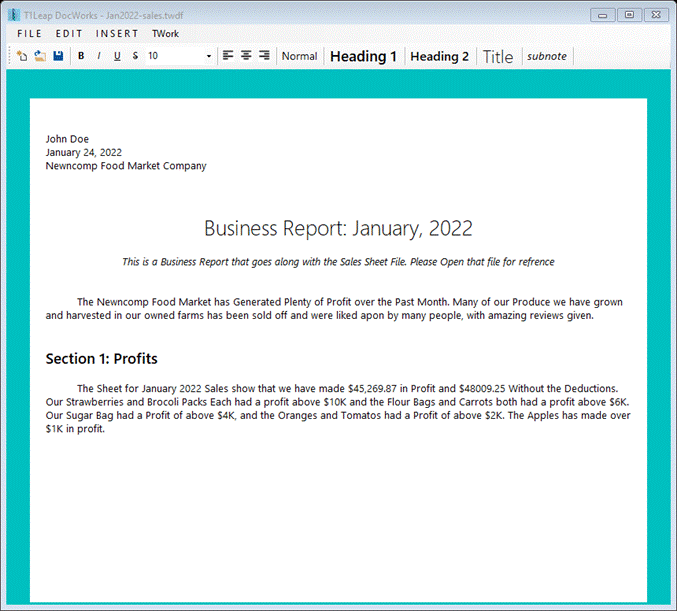 T1Leap DocWorks - Jan2022-sales.twdf
FILE EDIT INSERT TWork
B I U S 10 Normal Heading 1 Heading 2 Title subnote
John Doe
January 24, 2022
Newncomp Food Market Company
Business Report: January, 2022
This is a Business Report that goes along with the Sales Sheet File. Please Open that file for refrence
The Newncomp Food Market has Generated Plenty of Profit over the Past Month. Many of our Produce we have grown
and harvested in our owned farms has been sold off and were liked apon by many people, with amazing reviews given.
Section 1: Profits
The Sheet for January 2022 Sales show that we have made $45,269.87 in Profit and $48009.25 Without the Deductions.
Our Strawberries and Brocoli Packs Each had a profit above $10K and the Flour Bags and Carrots both had a profit above $6K.
Our Sugar Bag had a Profit of above $4K, and the Oranges and Tomatos had a Profit of above $2K. The Apples has made over
$1K in profit.